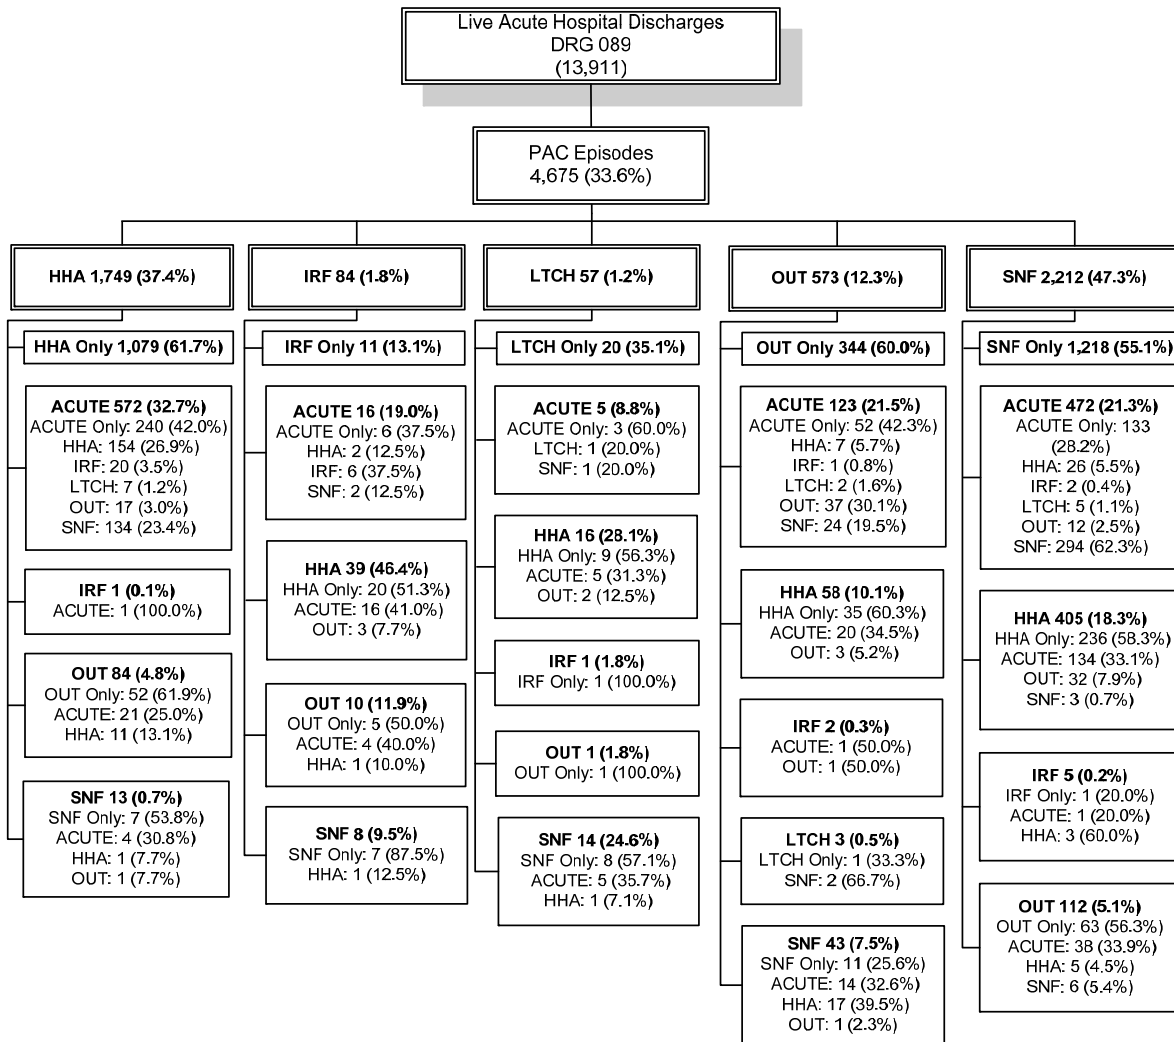 Live Acute Hospital Discharges
DRG 089
(13,911)
PAC Episodes
4,675 (33.6%)
HHA 1,749 (37.4%)
HHA Only 1,079 (61.7%)
ACUTE 572 (32.7%)
ACUTE Only: 240 (42.0%)
HHA: 154 (26.9%)
IRF: 20 (3.5%)
LTCH: 7 (1.2%)
OUT: 17 (3.0%)
SNF: 134 (23.4%)
IRF 1 (0.1%)
ACUTE: 1 (100.0%)
OUT 84 (4.8%)
OUT Only: 52 (61.9%)
ACUTE: 21 (25.0%)
HHA: 11 (13.1%)
SNF 13 (0.7%)
SNF Only: 7 (53.8%)
ACUTE: 4 (30.8%)
HHA: 1 (7.7%)
OUT: 1 (7.7%)
IRF 84 (1.8%)
IRF Only 11 (13.1%)
ACUTE 16 (19.0%)
ACUTE Only: 6 (37.5%)
HHA: 2 (12.5%)
IRF: 6 (37.5%)
SNF: 2 (12.5%)
HHA 39 (46.4%)
HHA Only: 20 (51.3%)
ACUTE: 16 (41.0%)
OUT: 3 (7.7%)
OUT 10 (11.9%)
OUT Only: 5 (50.0%)
ACUTE: 4 (40.0%)
HHA: 1 (10.0%)
SNF 8 (9.5%)
SNF Only: 7 (87.5%)
HHA: 1 (12.5%)
LTCH 57 (1.2%)
LTCH Only 20 (35.1%)
ACUTE 5 (8.8%)
ACUTE Only: 3 (60.0%)
LTCH: 1 (20.0%)
SNF: 1 (20.0%)
HHA 16 (28.1%)
HHA Only: 9 (56.3%)
ACUTE: 5 (31.3%)
OUT: 2 (12.5%)
IRF 1 (1.8%)
IRF Only: 1 (100.0%)
OUT 1 (1.8%)
OUT Only: 1 (100.0%)
SNF 14 (24.6%)
SNF Only: 8 (57.1%)
ACUTE: 5 (35.7%)
HHA: 1 (7.1%)
OUT 573 (12.3%)
OUT Only 344 (60.0%)
ACUTE 123 (21.5%)
ACUTE Only: 52 (42.3%)
HHA: 7 (5.7%)
IRF: 1 (0.8%)
LTCH: 2 (1.6%)
OUT: 37 (30.1%)
SNF: 24 (19.5%)
HHA 58 (10.1%)
HHA Only: 35 (60.3%)
ACUTE: 20 (34.5%)
OUT: 3 (5.2%)
IRF 2 (0.3%)
ACUTE: 1 (50.0%)
OUT: 1 (50.0%)
LTCH 3 (0.5%)
LTCH Only: 1 (33.3%)
SNF: 2 (66.7%)
SNF 43 (7.5%)
SNF Only: 11 (25.6%)
ACUTE: 14 (32.6%)
HHA: 17 (39.5%)
OUT: 1 (2.3%)
SNF 2,212 (47.3%)
SNF Only 1,218 (55.1%)
ACUTE 472 (21.3%)
ACUTE Only: 133
(28.2%)
HHA: 26 (5.5%)
IRF: 2 (0.4%)
LTCH: 5 (1.1%)
OUT: 12 (2.5%)
SNF: 294 (62.3%)
HHA 405 (18.3%)
HHA Only: 236 (58.3%)
ACUTE: 134 (33.1%)
OUT: 32 (7.9%)
SNF: 3 (0.7%)
IRF 5 (0.2%)
IRF Only: 1 (20.0%)
ACUTE: 1 (20.0%)
HHA: 3 (60.0%)
OUT 112 (5.1%)
OUT Only: 63 (56.3%)
ACUTE: 38 (33.9%)
HHA: 5 (4.5%)
SNF: 6 (5.4%)